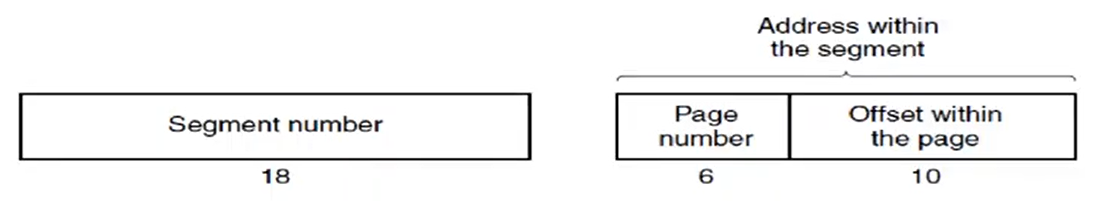 Address within
the segment
Segment number
Page
number
Offset within
the page
18
6
10